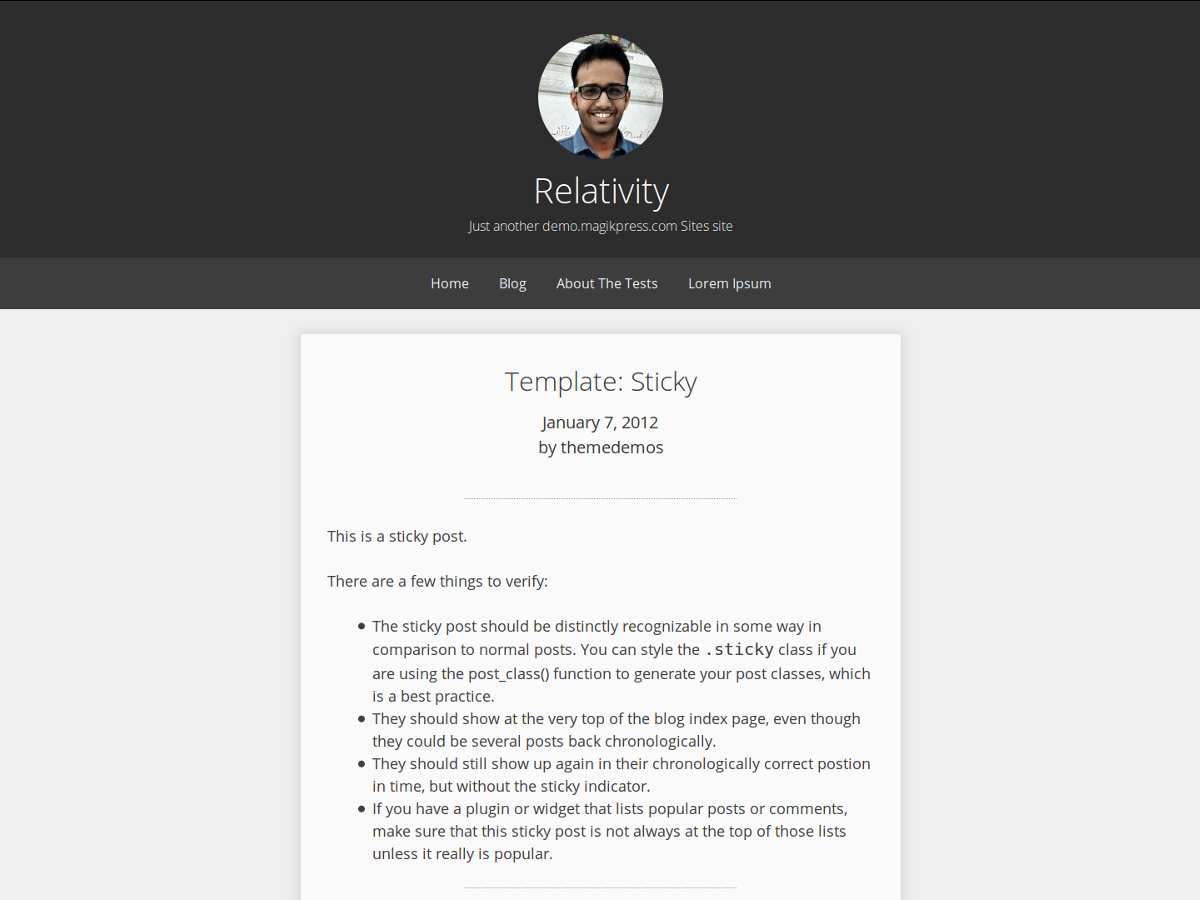 Relativity
Just another demo.magikpress.com Sites site
Home Blog About The Tests Lorem Ipsum
Template: Sticky
January 7, 2012
by themedemos
This is a sticky post.
There are a few things to verify:
The sticky post should be distinctly recognizable in some way in
comparison to normal posts. You can style the .sticky class if you
are using the post_class() function to generate your post classes, which
is a best practice.
They should show at the very top of the blog index page, even though
they could be several posts back chronologically.
They should still show up again in their chronologically correct postion
in time, but without the sticky indicator.
If you have a plugin or widget that lists popular posts or comments,
make sure that this sticky post is not always at the top of those lists
unless it really is popular.